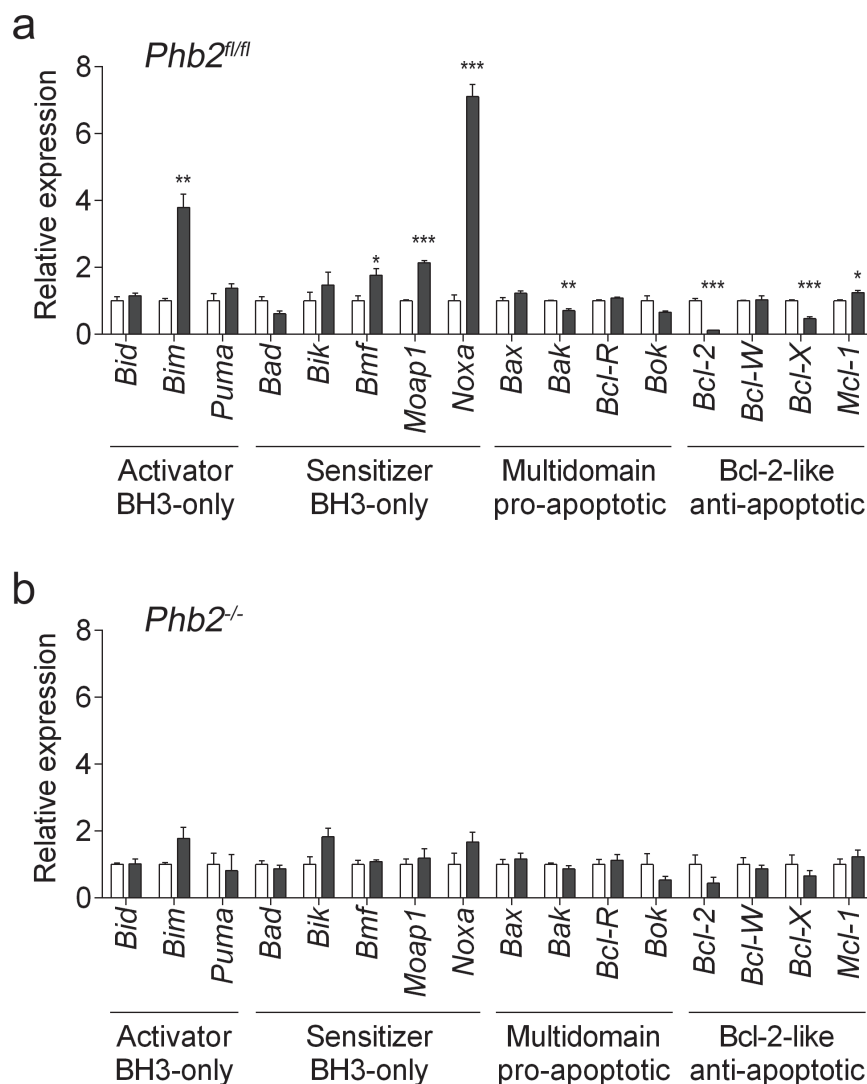 a
Phb2fl/fl
Relative expression
8
6
4
2
0
** * *** *** ** *** *** *
Bid Bim Puma Bad Bik Bmf Moap1 Noxa Bax Bak Bcl-R Bok Bcl-2 Bcl-W Bcl-X Mcl-1
Activator Sensitizer Multidomain Bcl-2-like
BH3-only BH3-only pro-apoptotic anti-apoptotic
b
Phb2-/-
Relative expression
8
6
4
2
0
Bid Bim Puma Bad Bik Bmf Moap1 Noxa Bax Bak Bcl-R Bok Bcl-2 Bcl-W Bcl-X Mcl-1
Activator Sensitizer Multidomain Bcl-2-like
BH3-only BH3-only pro-apoptotic anti-apoptotic